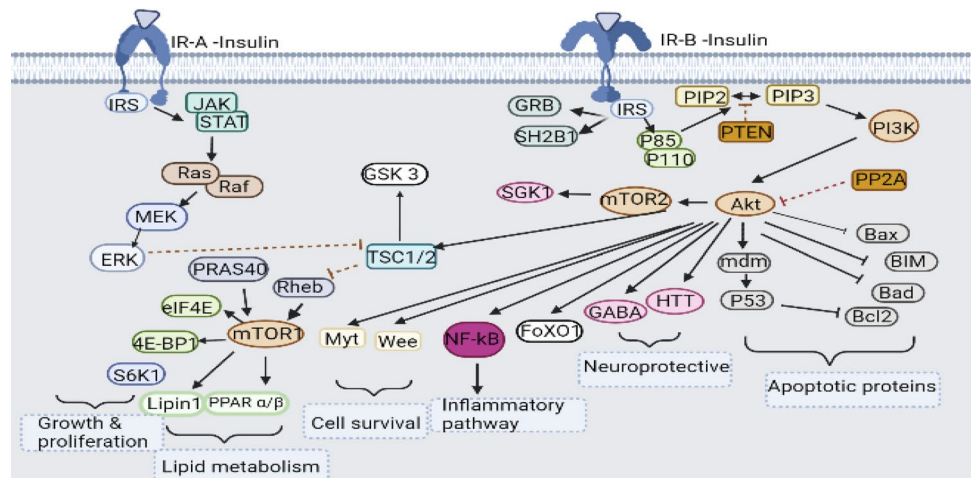 IR-A -Insulin
IR-B -Insulin
IRS
JAK
STAT
Ras
Raf
MEK
ERK
GRB
SH2B1
IRS
P85
P110
PIP2
PIP3
PTEN
PI3K
PP2A
Akt
mTOR2
SGK1
GSK 3
TSC1/2
PRAS40
Rheb
eIF4E
mTOR1
4E-BP1
S6K1
Lipin1
PPAR α/β
Myt
Wee
NF-kB
FoXO1
GABA
HTT
mdm
P53
Bax
BIM
Bad
Bcl2
Growth &
proliferation
Lipid metabolism
Cell survival
Inflammatory
pathway
Neuroprotective
Apoptotic proteins